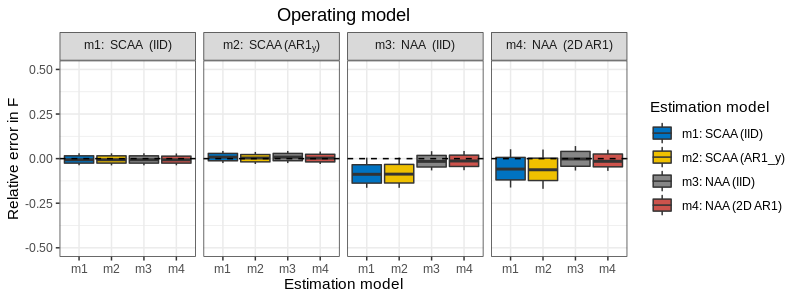 Operating model
m1: SCAA (IID)
m2: SCAA (AR1y)
m3: NAA (IID)
m4: NAA (2D AR1)
Relative error in F
0.50
0.25
0.00
-0.25
-0.50
m1 m2 m3 m4
m1 m2 m3 m4
m1 m2 m3 m4
m1 m2 m3 m4
Estimation model
Estimation model
m1: SCAA (IID)
m2: SCAA (AR1_y)
m3: NAA (IID)
m4: NAA (2D AR1)